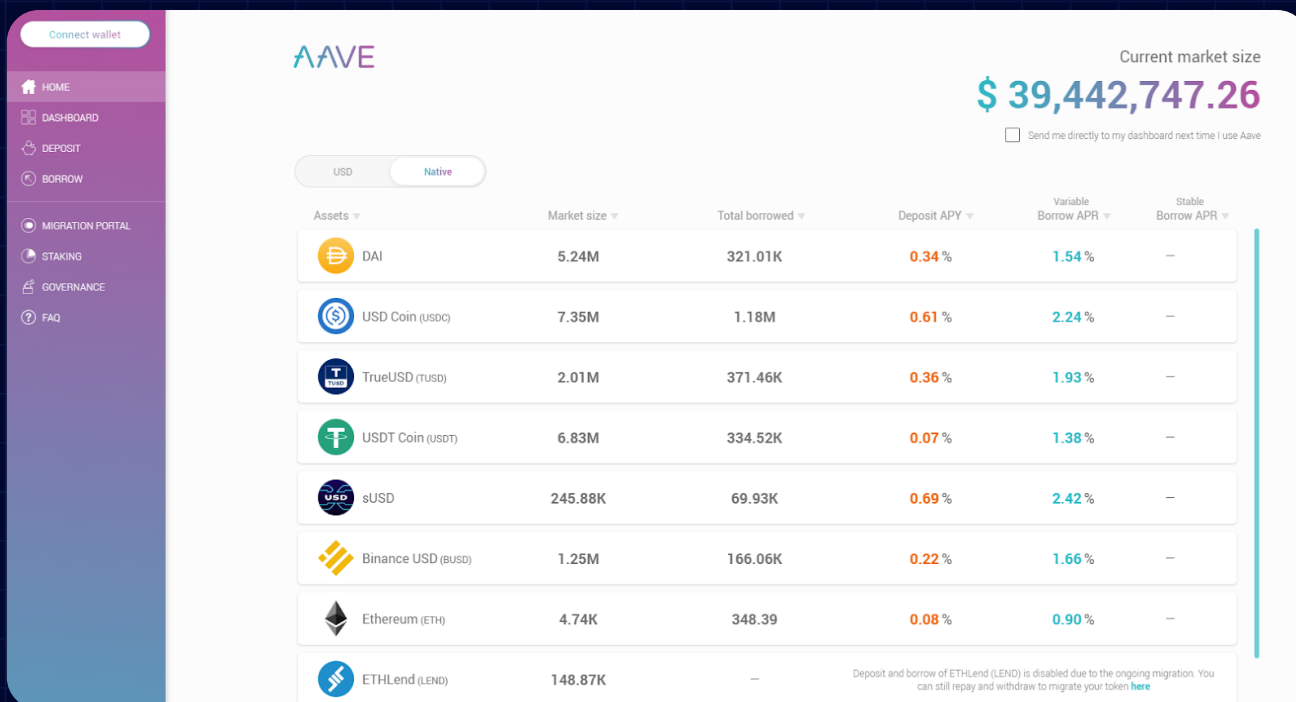 Connect wallet
HOME
DASHBOARD
DEPOSIT
BORROW
MIGRATION PORTAL
STAKING
GOVERNANCE
FAQ
AAVE
Current market size
$ 39,442,747.26
Send me directly to my dashboard next time I use Aave
USD Native
Assets Market size Total borrowed Deposit APY Variable Borrow APR Stable Borrow APR
DAI 5.24M 321.01K 0.34 % 1.54 % —
USD Coin (USDC) 7.35M 1.18M 0.61 % 2.24 % —
T TUSD TrueUSD (TUSD) 2.01M 371.46K 0.36 % 1.93 % —
USDT Coin (USDT) 6.83M 334.52K 0.07 % 1.38 % —
USD sUSD 245.88K 69.93K 0.69 % 2.42 % —
Binance USD (BUSD) 1.25M 166.06K 0.22 % 1.66 % —
Ethereum (ETH) 4.74K 348.39 0.08 % 0.90 % —
ETHLend (LEND) 148.87K — Deposit and borrow of ETHLend (LEND) is disabled due to the ongoing migration. You
can still repay and withdraw to migrate your token here